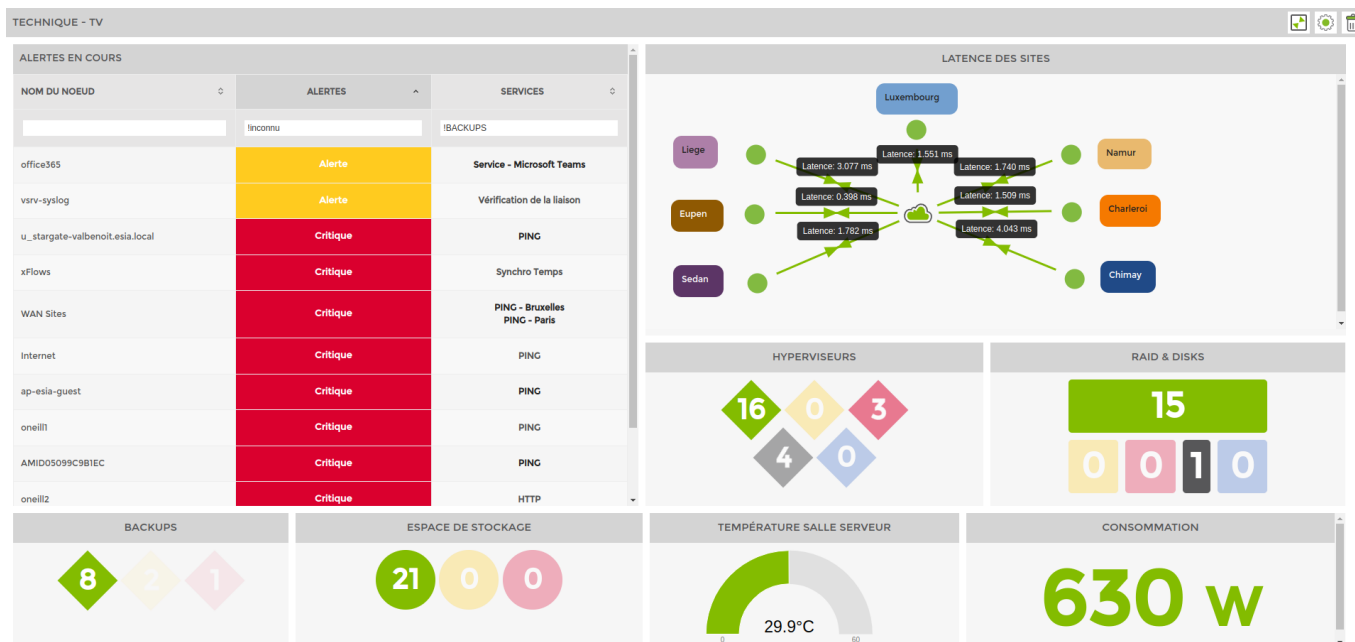 TECHNIQUE - TV
ALERTES EN COURS
NOM DU NOEUD ALERTES SERVICES
!inconnu !BACKUPS
office365 Alerte Service - Microsoft Teams
vsrv-syslog Alerte Vérification de la liaison
u_stargate-valbenoit.esia.local Critique PING
xFlows Critique Synchro Temps
WAN Sites Critique PING - Bruxelles
PING - Paris
Internet Critique PING
ap-esia-guest Critique PING
oneill1 Critique PING
AMID05099C9B1EC Critique PING
oneill2 Critique HTTP
LATENCE DES SITES
Luxembourg
Liege
Namur
Latence: 1.551 ms
Latence: 3.077 ms
Latence: 1.740 ms
Eupen
Latence: 0.398 ms
Latence: 1.509 ms
Charleroi
Latence: 1.782 ms
Latence: 4.043 ms
Sedan
Chimay
HYPERVISEURS
16 0 3
4 0
RAID & DISKS
15
0 0 1 0
BACKUPS
8 2 1
ESPACE DE STOCKAGE
21 0 0
TEMPÉRATURE SALLE SERVEUR
29.9°C
0 60
CONSOMMATION
630 w